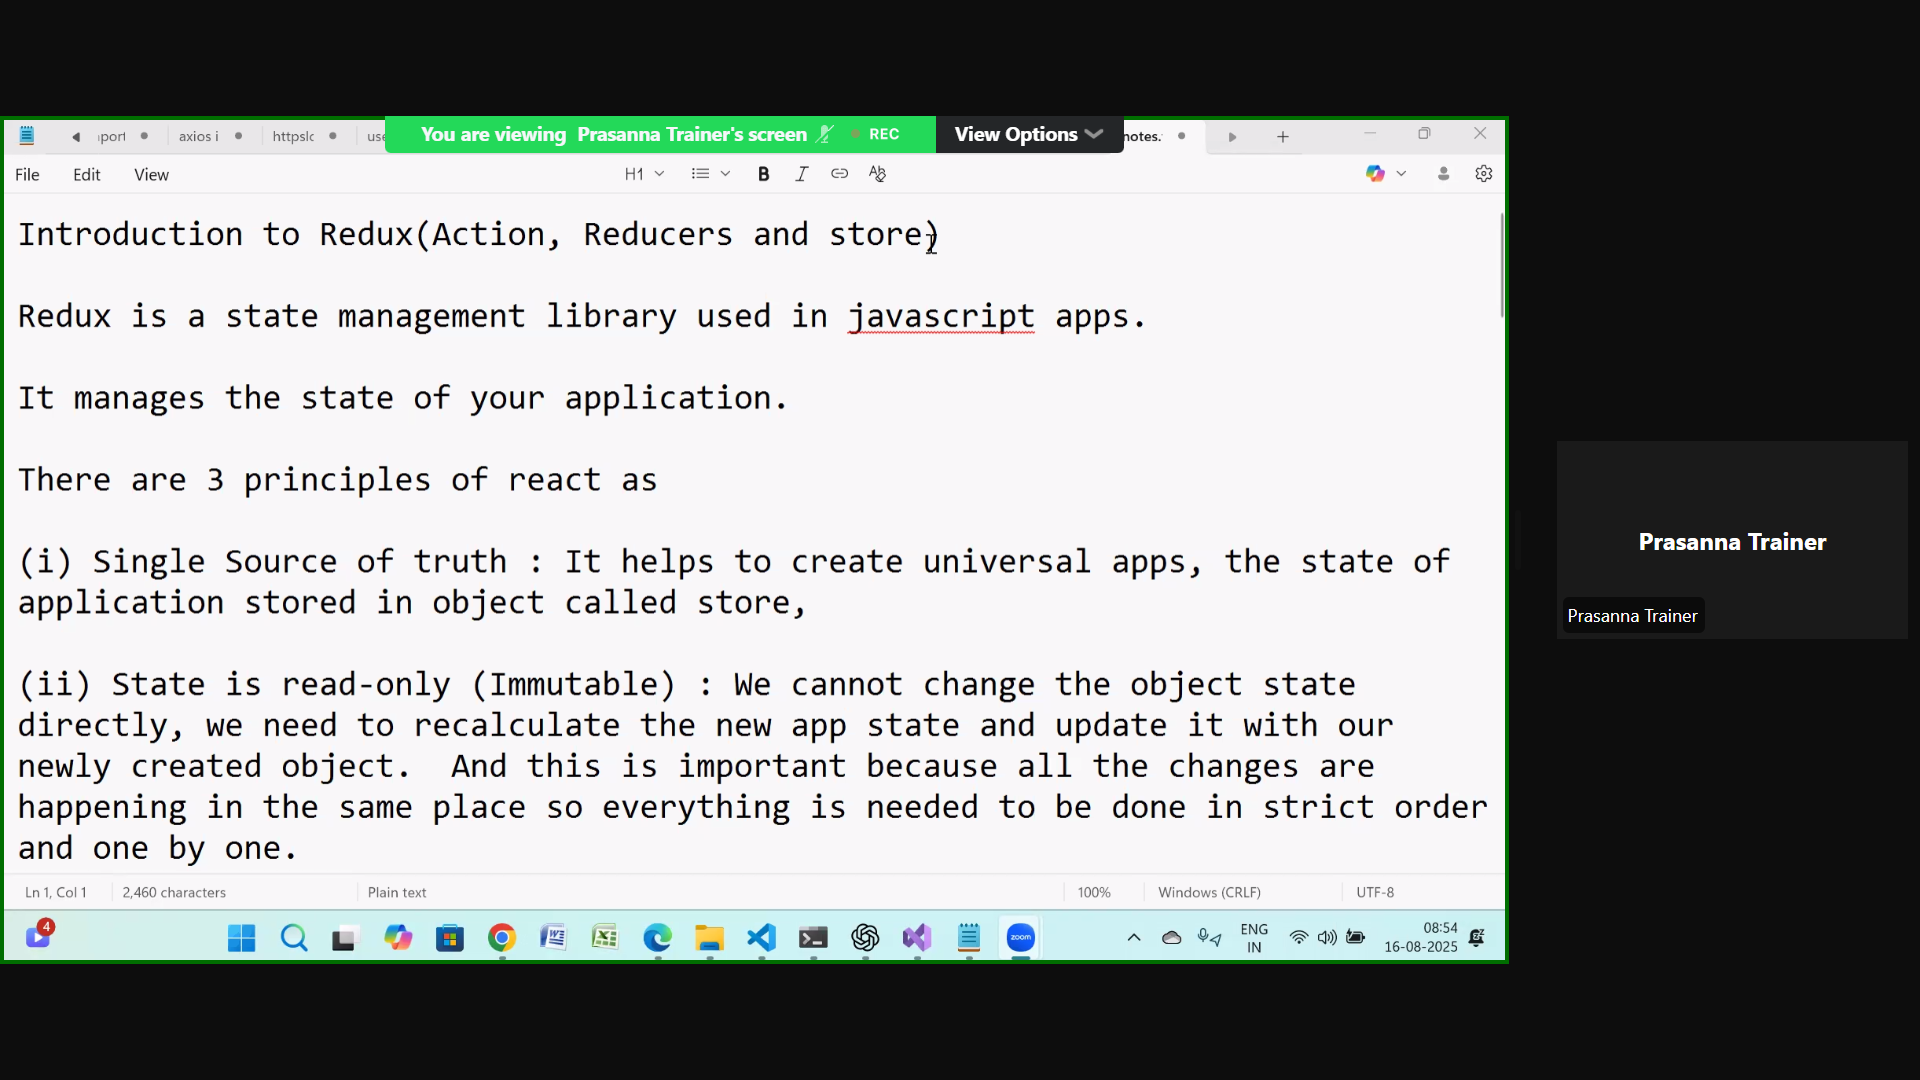 port
axios i
httpslc
use
You are viewing Prasanna Trainer's screen
REC
View Options
notes.
File
Edit
View
H1
B
I
Introduction to Redux(Action, Reducers and store)
Redux is a state management library used in javascript apps.
It manages the state of your application.
There are 3 principles of react as
(i) Single Source of truth : It helps to create universal apps, the state of
application stored in object called store,
(ii) State is read-only (Immutable) : We cannot change the object state
directly, we need to recalculate the new app state and update it with our
newly created object.  And this is important because all the changes are
happening in the same place so everything is needed to be done in strict order
and one by one.
Ln 1, Col 1
2,460 characters
Plain text
100%
Windows (CRLF)
UTF-8
4
zoom
ENG
IN
08:54
16-08-2025
Prasanna Trainer
Prasanna Trainer